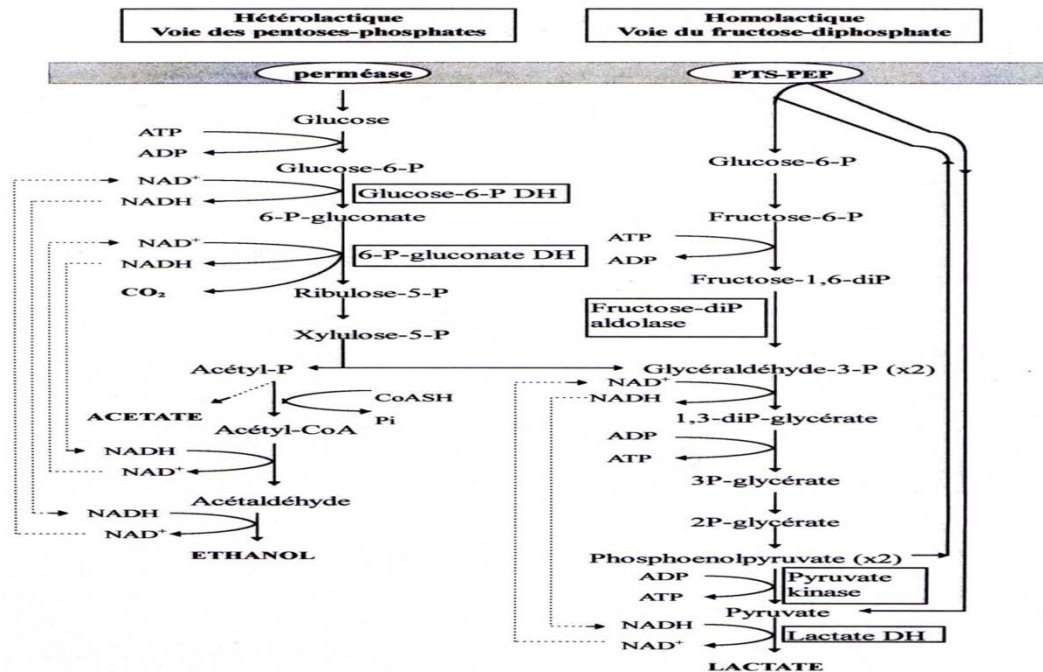 Hétérolactique
Voie des pentoses-phosphates
Homolactique
Voie du fructose-diphosphate
perméase
PTS-PEP
Glucose
ATP
ADP
Glucose-6-P
NAD+
NADH
Glucose-6-P DH
6-P-gluconate
NAD+
NADH
6-P-gluconate DH
CO₂
Ribulose-5-P
Xylulose-5-P
Acétyl-P
CoASH
Pi
ACETATE
Acétyl-CoA
NADH
NAD+
Acétaldéhyde
NADH
NAD+
ETHANOL
Glucose-6-P
Fructose-6-P
ATP
ADP
Fructose-1,6-diP
Fructose-diP
aldolase
Glycéraldéhyde-3-P (x2)
NAD+
NADH
1,3-diP-glycérate
ADP
ATP
3P-glycérate
2P-glycérate
Phosphoenolpyruvate (x2)
ADP
ATP
Pyruvate
kinase
Pyruvate
NADH
NAD+
Lactate DH
LACTATE